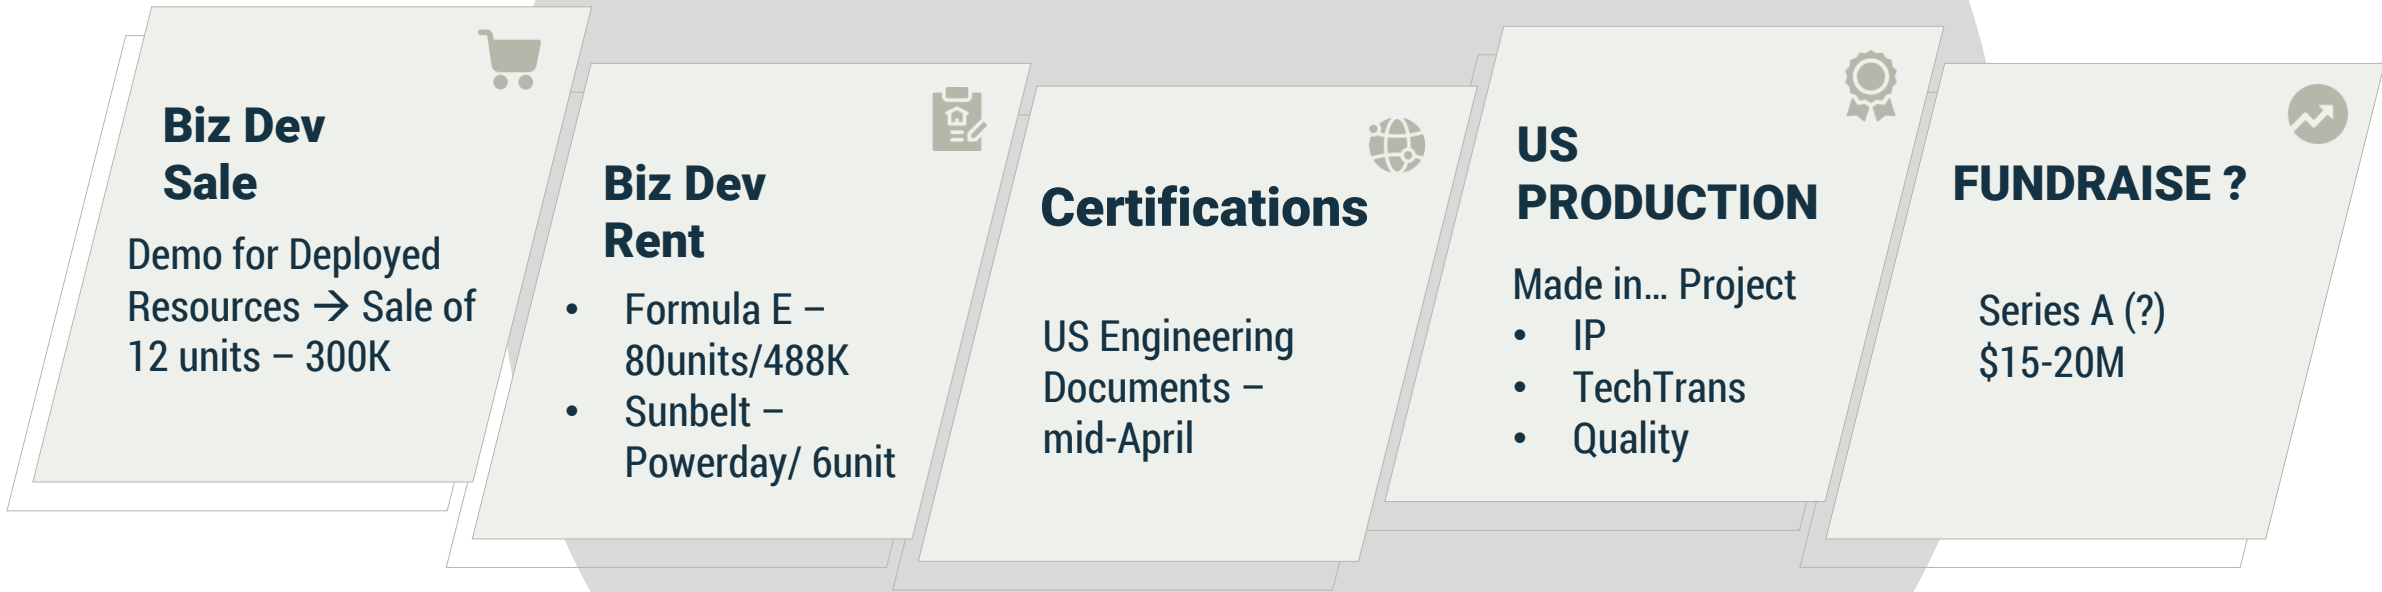 Biz Dev
Sale
Demo for Deployed
Resources → Sale of
12 units – 300K
Biz Dev
Rent
• Formula E –
80units/488K
• Sunbelt –
Powerday/ 6unit
Certifications
US Engineering
Documents –
mid-April
US
PRODUCTION
Made in... Project
• IP
• TechTrans
• Quality
FUNDRAISE ?
Series A (?)
$15-20M